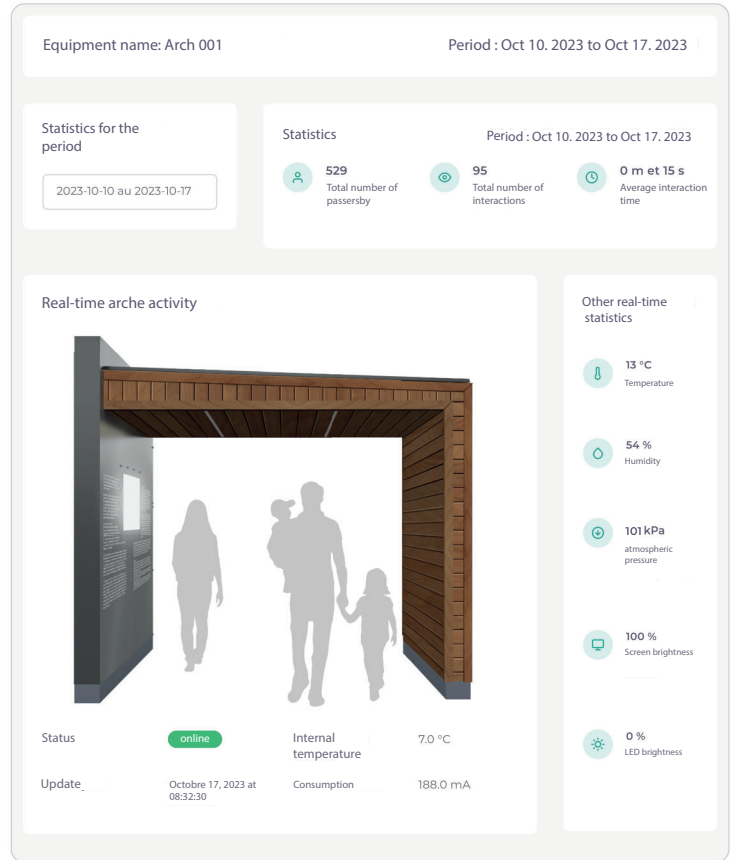 Equipment name: Arch 001
Period : Oct 10. 2023 to Oct 17. 2023
Statistics for the
period
2023-10-10 au 2023-10-17
Statistics
Period : Oct 10. 2023 to Oct 17. 2023
529
Total number of
passersby
95
Total number of
interactions
0 m et 15 s
Average interaction
time
Real-time arche activity
Status
online
Internal
temperature
7.0 °C
Update_
Octobre 17, 2023 at
08:32:30
Consumption
188.0 mA
Other real-time
statistics
13 °C
Temperature
54 %
Humidity
101 kPa
atmospheric
pressure
100 %
Screen brightness
0 %
LED brightness